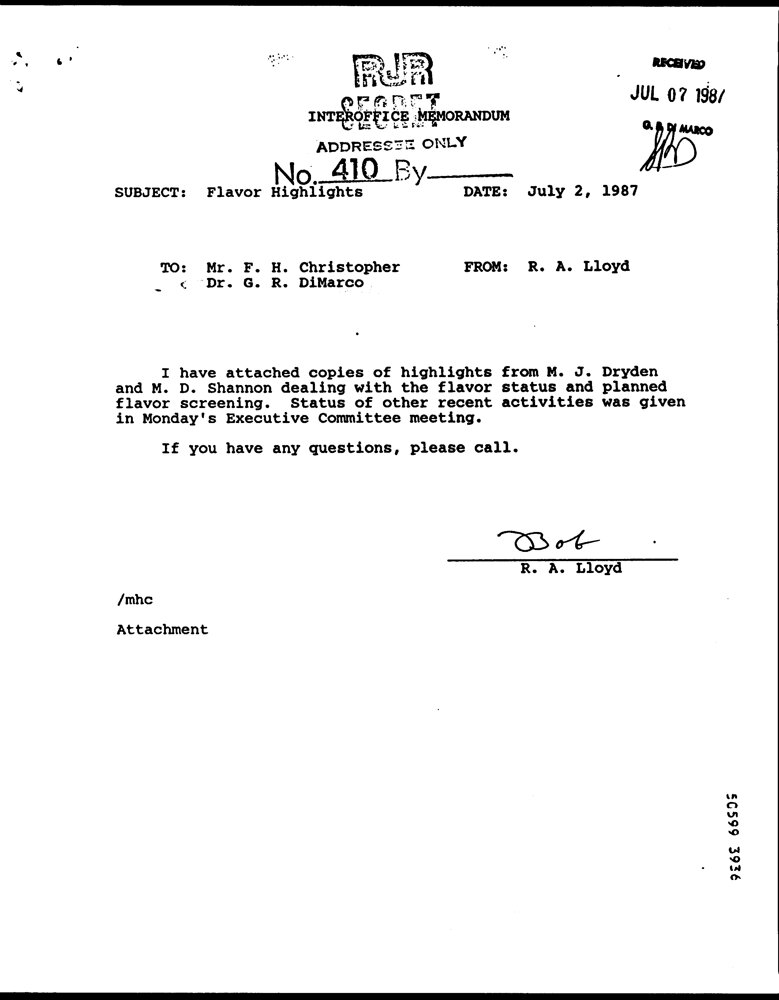 RJR
SECRET
INTEROFFICE MEMORANDUM
ADDRESSEE ONLY
No. 410 By
RECEIVED
JUL 07 1987
G. R. DI MARCO
SUBJECT: Flavor Highlights DATE: July 2, 1987
TO: Mr. F. H. Christopher FROM: R. A. Lloyd
Dr. G. R. DiMarco
I have attached copies of highlights from M. J. Dryden
and M. D. Shannon dealing with the flavor status and planned
flavor screening. Status of other recent activities was given
in Monday's Executive Committee meeting.
If you have any questions, please call.
Bob
R. A. Lloyd
/mhc
Attachment
50599 3936